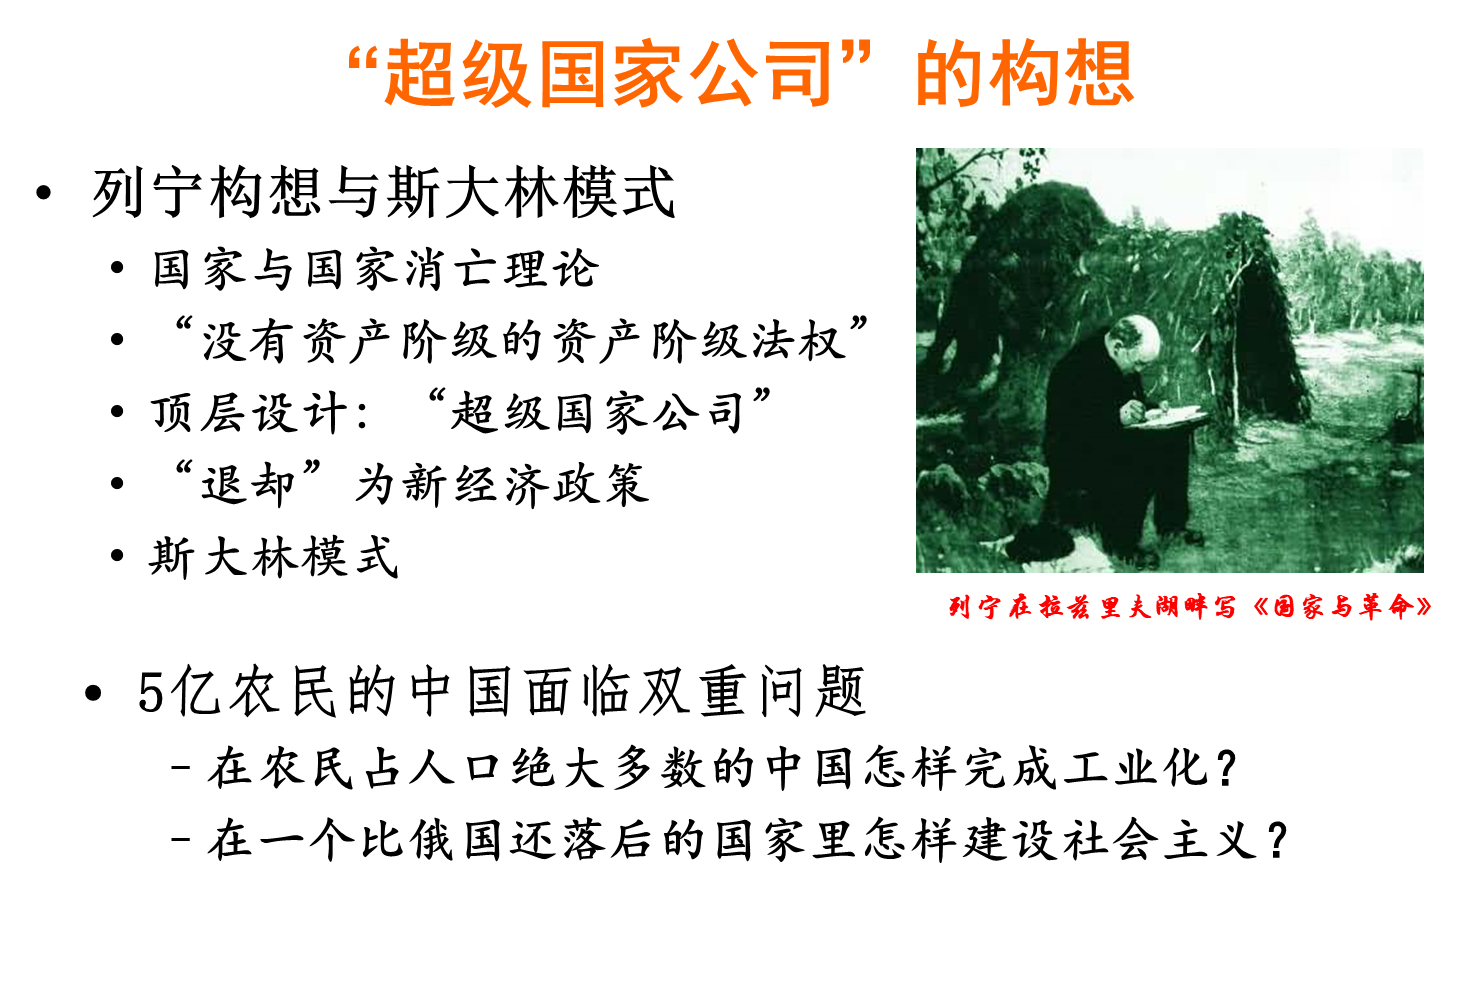 “超级国家公司”的构想
• 列宁构想与斯大林模式
• 国家与国家消亡理论
• “没有资产阶级的资产阶级法权”
• 顶层设计：“超级国家公司”
• “退却”为新经济政策
• 斯大林模式
列宁在拉兹里夫湖畔写《国家与革命》
• 5亿农民的中国面临双重问题
– 在农民占人口绝大多数的中国怎样完成工业化？
– 在一个比俄国还落后的国家里怎样建设社会主义？